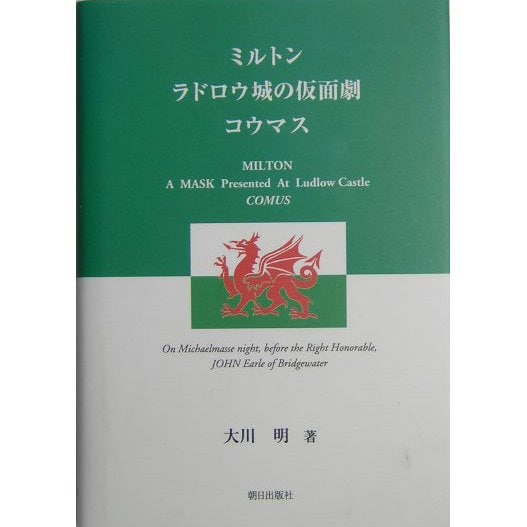 ミルトン
ラドロウ城の仮面劇
コウマス
MILTON
A MASK Presented At Ludlow Castle
COMUS
On Michaelmasse night, before the Right Honorable,
JOHN Earle of Bridgewater
大川 明 著
朝日出版社